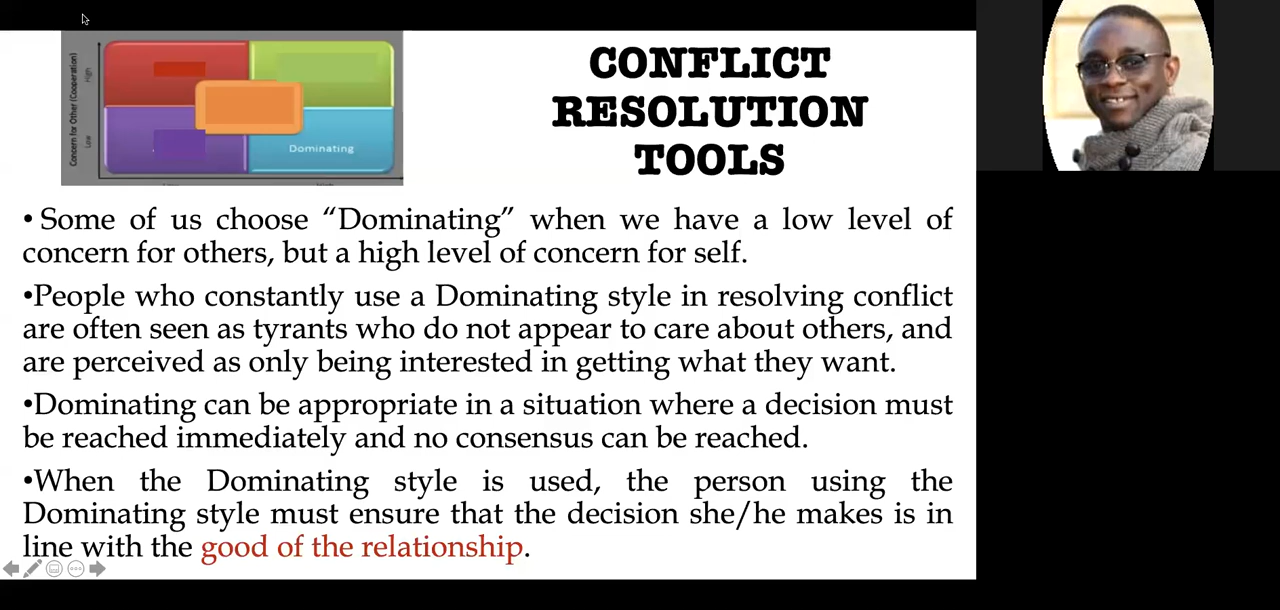 Concern for Other (Cooperation)
High
Low
Dominating
CONFLICT
RESOLUTION
TOOLS
• Some of us choose “Dominating” when we have a low level of
concern for others, but a high level of concern for self.
•People who constantly use a Dominating style in resolving conflict
are often seen as tyrants who do not appear to care about others, and
are perceived as only being interested in getting what they want.
•Dominating can be appropriate in a situation where a decision must
be reached immediately and no consensus can be reached.
•When the Dominating style is used, the person using the
Dominating style must ensure that the decision she/he makes is in
line with the good of the relationship.